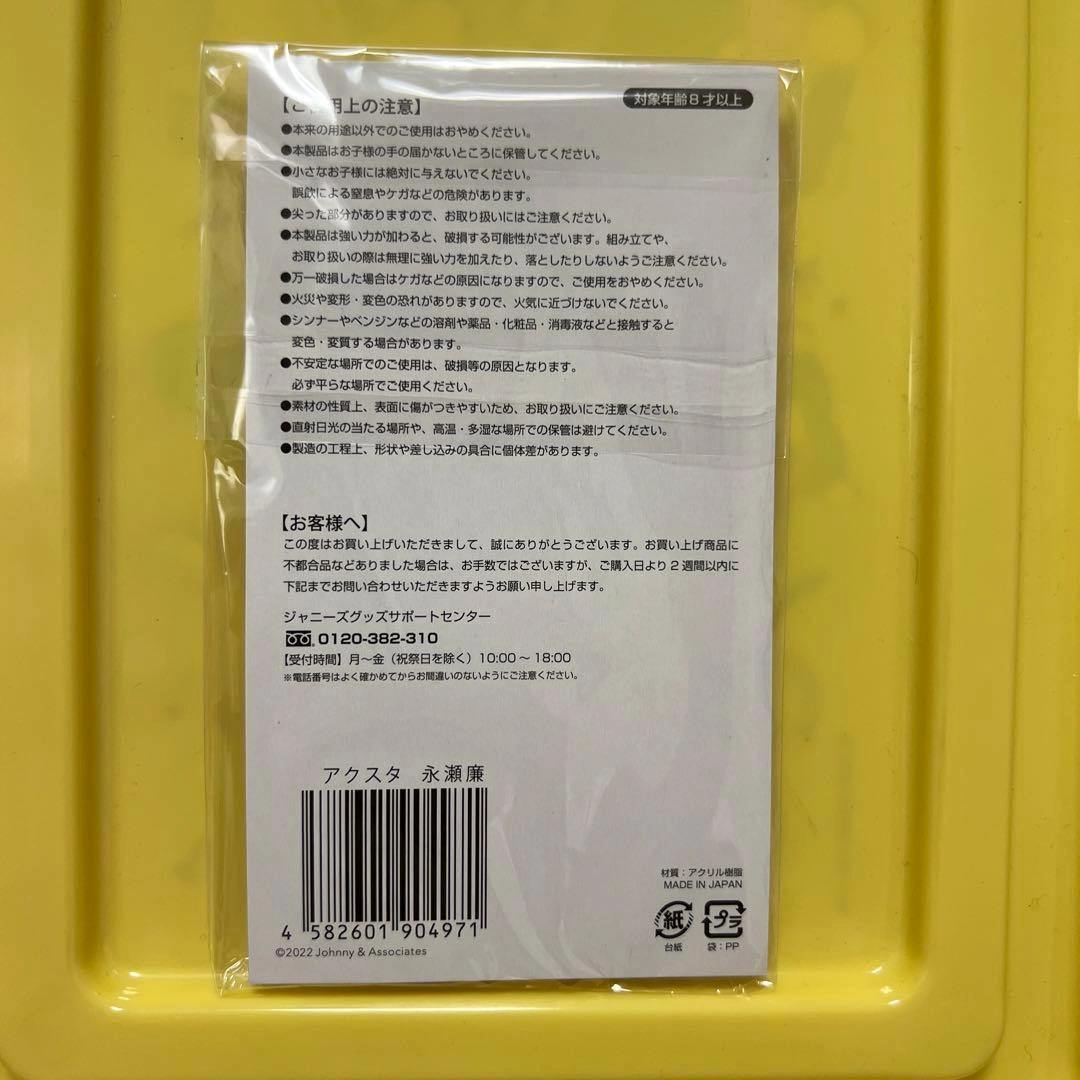 対象年齢8才以上
【ご使用上の注意】
●本来の用途以外でのご使用はおやめください。
●本製品はお子様の手の届かないところに保管してください。
●小さなお子様には絶対に与えないでください。
誤飲による窒息やケガなどの危険があります。
●尖った部分がありますので、お取り扱いにはご注意ください。
●本製品は強い力が加わると、破損する可能性がございます。組み立てや、
お取り扱いの際は無理に強い力を加えたり、落としたりしないようご注意ください。
●万一破損した場合はケガなどの原因になりますので、ご使用をおやめください。
●火災や変形・変色の恐れがありますので、火気に近づけないでください。
●シンナーやベンジンなどの溶剤や薬品・化粧品・消毒液などと接触すると
変色・変質する場合があります。
●不安定な場所でのご使用は、破損等の原因となります。
必ず平らな場所でご使用ください。
●素材の性質上、表面に傷がつきやすいため、お取り扱いにご注意ください。
●直射日光の当たる場所や、高温・多湿な場所での保管は避けてください。
●製造の工程上、形状や差し込みの具合に個体差があります。
【お客様へ】
この度はお買い上げいただきまして、誠にありがとうございます。お買い上げ商品に
不都合品などありました場合は、お手数ではございますが、ご購入日より2週間以内に
下記までお問い合わせいただきますようお願い申し上げます。
ジャニーズグッズサポートセンター
0120-382-310
【受付時間】月～金(祝祭日を除く)10:00～18:00
※電話番号はよく確かめてからお間違いのないようにご注意ください。
アクスタ 永瀬廉
4 582601 904971
©2022 Johnny & Associates
材質:アクリル樹脂
MADE IN JAPAN
紙 プラ
台紙 袋:PP